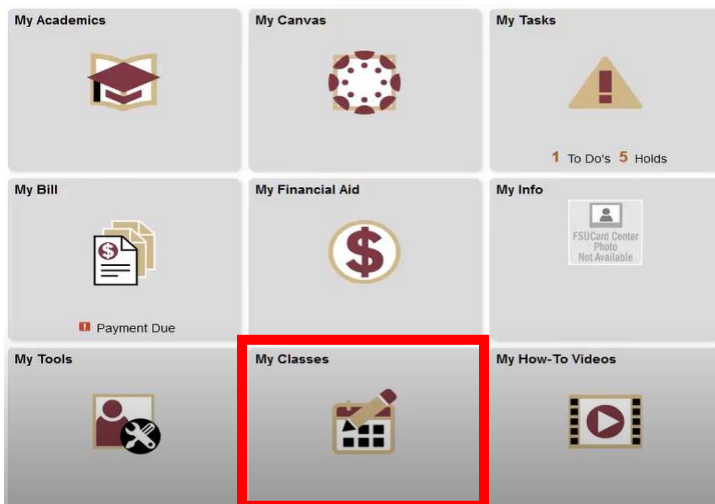 My Academics
My Canvas
My Tasks
1 To Do's 5 Holds
My Bill
Payment Due
My Financial Aid
My Info
FSUCard Center
Photo
Not Available
My Tools
My Classes
My How-To Videos